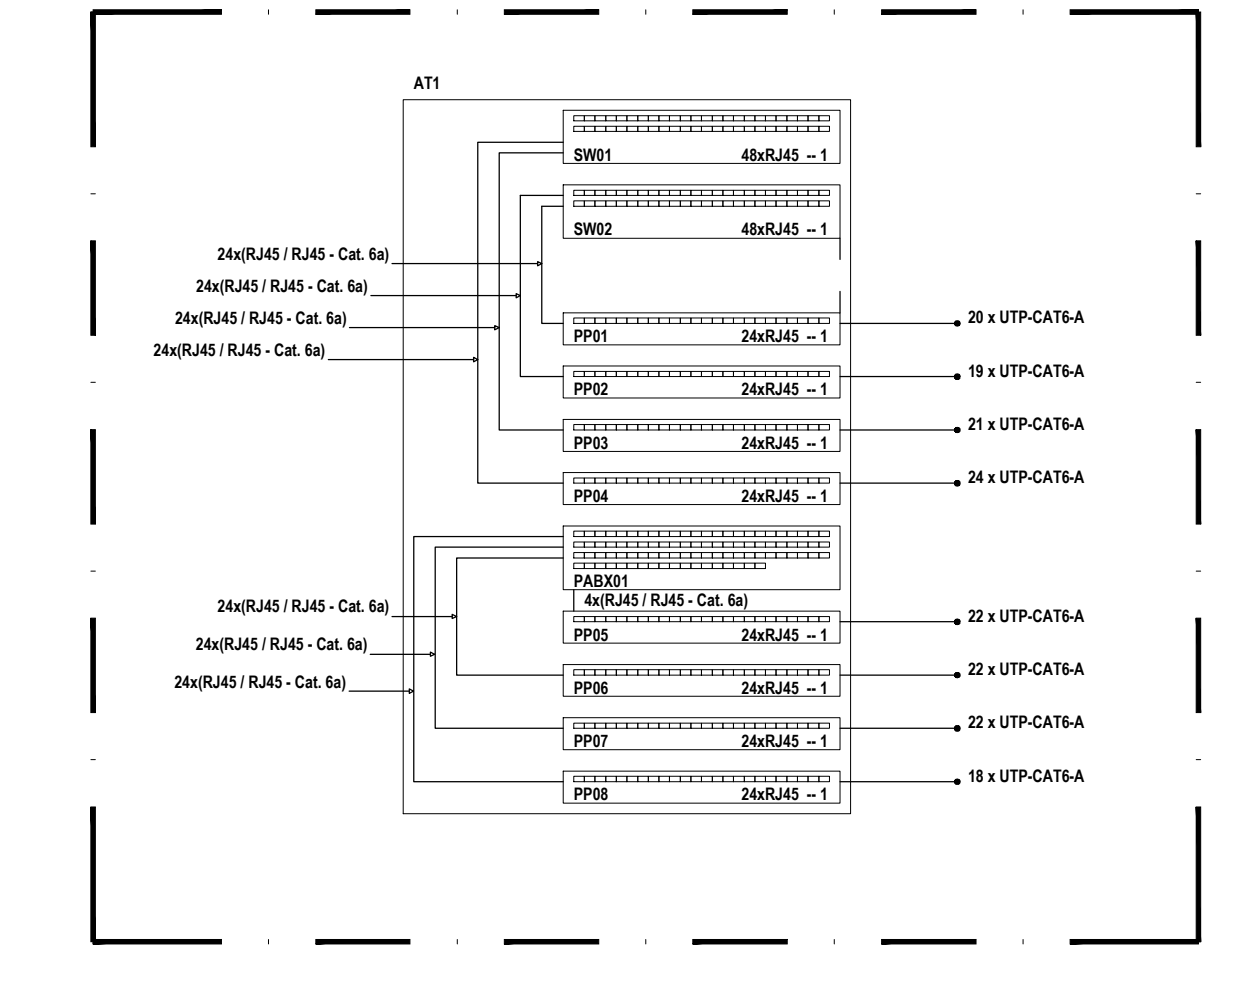 AT1
SW01 48xRJ45 -- 1
SW02 48xRJ45 -- 1
24x(RJ45 / RJ45 - Cat. 6a)
24x(RJ45 / RJ45 - Cat. 6a)
24x(RJ45 / RJ45 - Cat. 6a)
24x(RJ45 / RJ45 - Cat. 6a)
PP01 24xRJ45 -- 1
20 x UTP-CAT6-A
PP02 24xRJ45 -- 1
19 x UTP-CAT6-A
PP03 24xRJ45 -- 1
21 x UTP-CAT6-A
PP04 24xRJ45 -- 1
24 x UTP-CAT6-A
PABX01
4x(RJ45 / RJ45 - Cat. 6a)
24x(RJ45 / RJ45 - Cat. 6a)
24x(RJ45 / RJ45 - Cat. 6a)
24x(RJ45 / RJ45 - Cat. 6a)
PP05 24xRJ45 -- 1
22 x UTP-CAT6-A
PP06 24xRJ45 -- 1
22 x UTP-CAT6-A
PP07 24xRJ45 -- 1
22 x UTP-CAT6-A
PP08 24xRJ45 -- 1
18 x UTP-CAT6-A